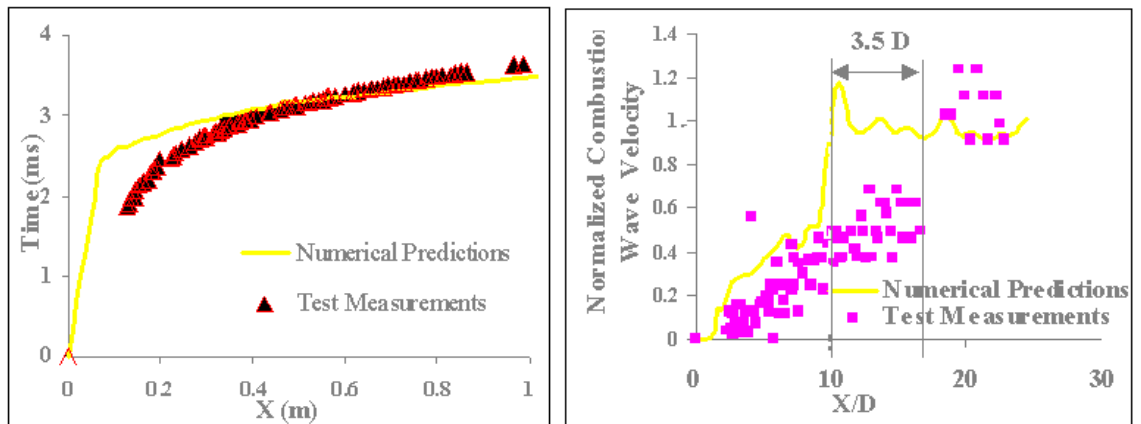 4
3
2
1
0
Time (ms)
Numerical Predictions
Test Measurements
0
0.2
0.4
0.6
0.8
1
X (m)
Normalized Combustion
Wave Velocity
1.4
1.2
1
0.8
0.6
0.4
0.2
0
3.5 D
Numerical Predictions
Test Measurements
0
10
20
30
X/D